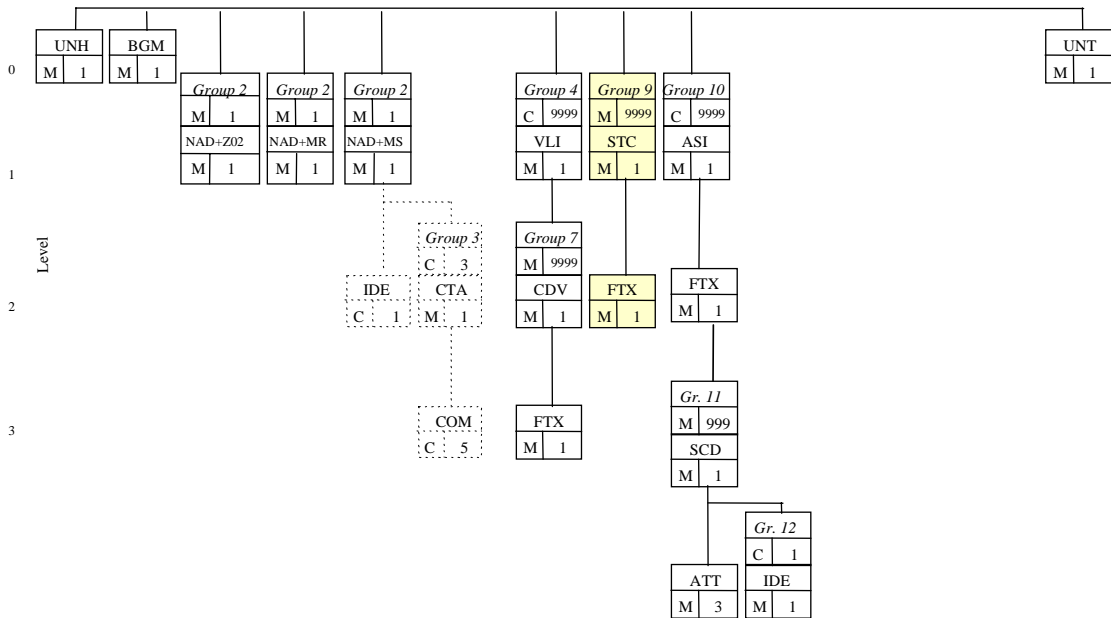 UNH BGM UNT
0 M 1 M 1 M 1
Group 2 Group 2 Group 2 Group 4 Group 9 Group 10
M 1 M 1 M 1 C 9999 M 9999 C 9999
NAD+Z02 NAD+MR NAD+MS VLI STC ASI
1 M 1 M 1 M 1 M 1 M 1 M 1
Level
Group 3 Group 7
C 3 M 9999
IDE CTA CDV FTX FTX
2 C 1 M 1 M 1 M 1 M 1
Gr. 11
COM FTX M 999
3 C 5 M 1 SCD
M 1
Gr. 12
C 1
ATT IDE
M 3 M 1